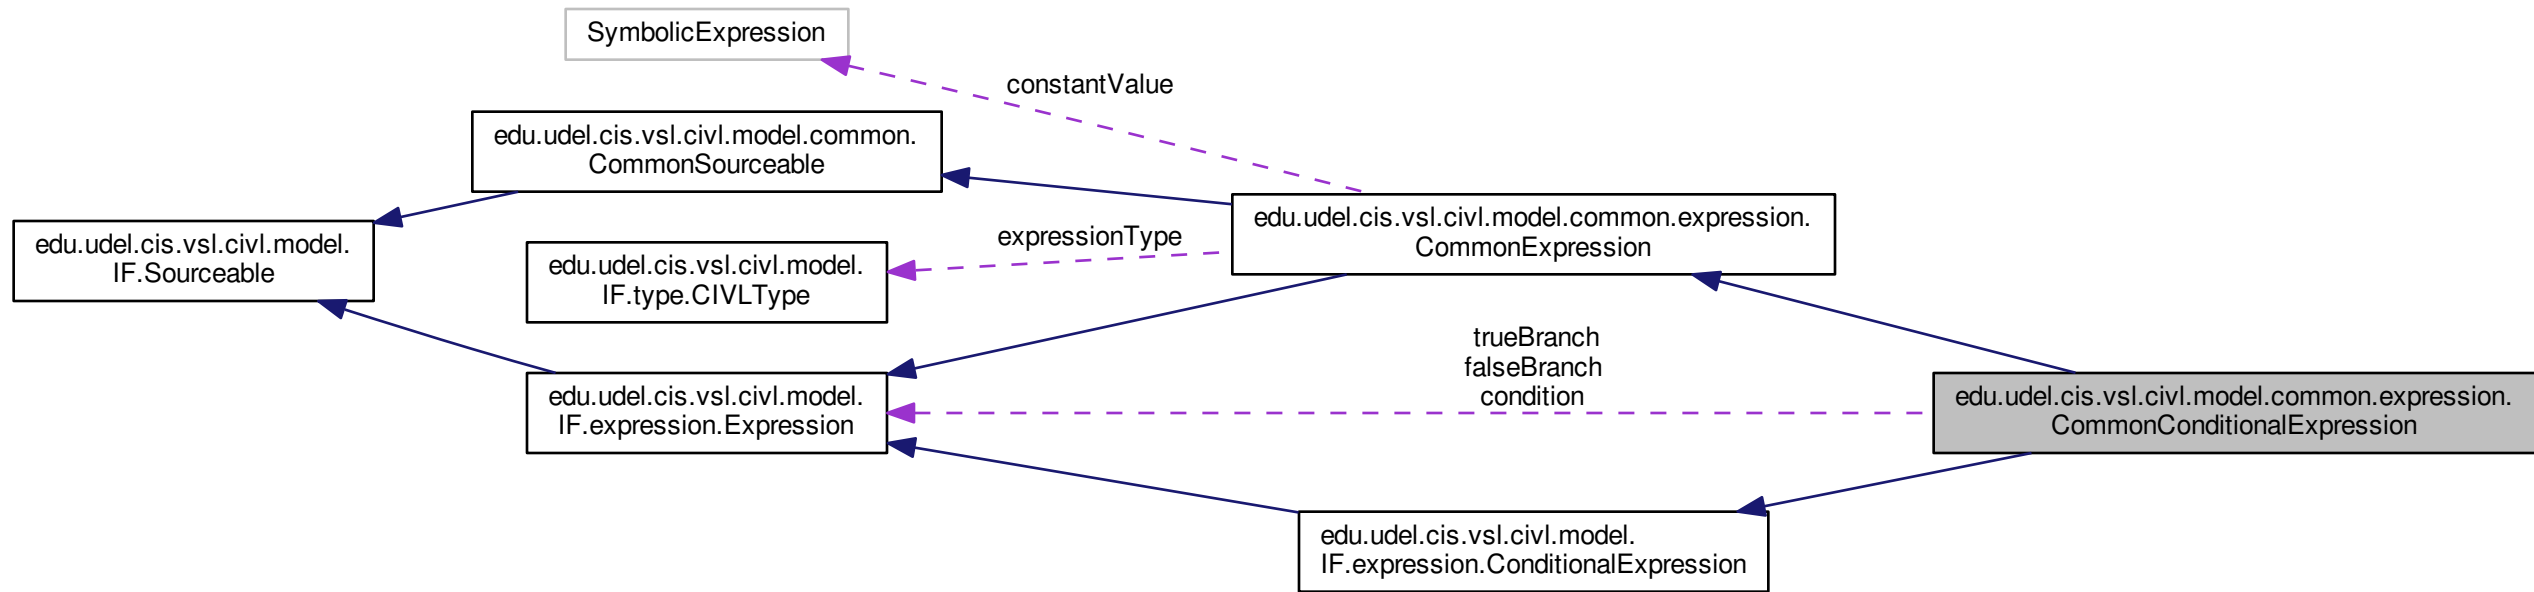 SymbolicExpression
constantValue
edu.udel.cis.vsl.civl.model.common.
CommonSourceable
edu.udel.cis.vsl.civl.model.common.expression.
CommonExpression
edu.udel.cis.vsl.civl.model.
IF.Sourceable
expressionType
edu.udel.cis.vsl.civl.model.
IF.type.CIVLType
trueBranch
falseBranch
condition
edu.udel.cis.vsl.civl.model.
IF.expression.Expression
edu.udel.cis.vsl.civl.model.common.expression.
CommonConditionalExpression
edu.udel.cis.vsl.civl.model.
IF.expression.ConditionalExpression